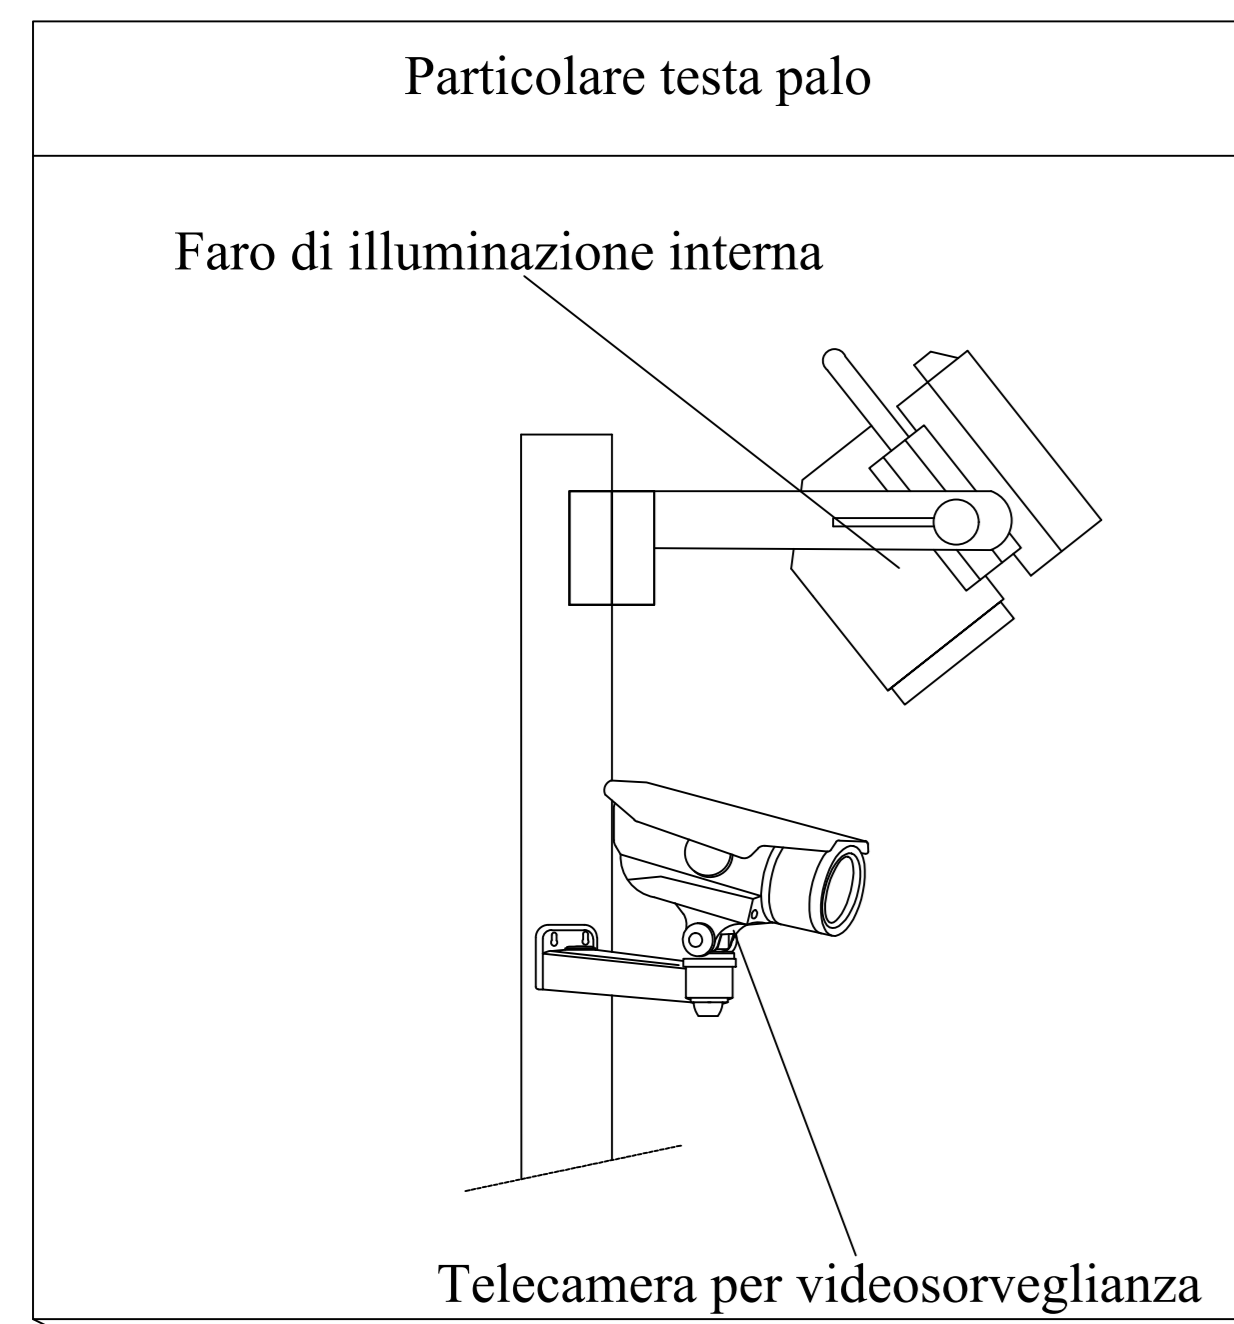 Particolare testa palo
Faro di illuminazione interna
Telecamera per videosorveglianza